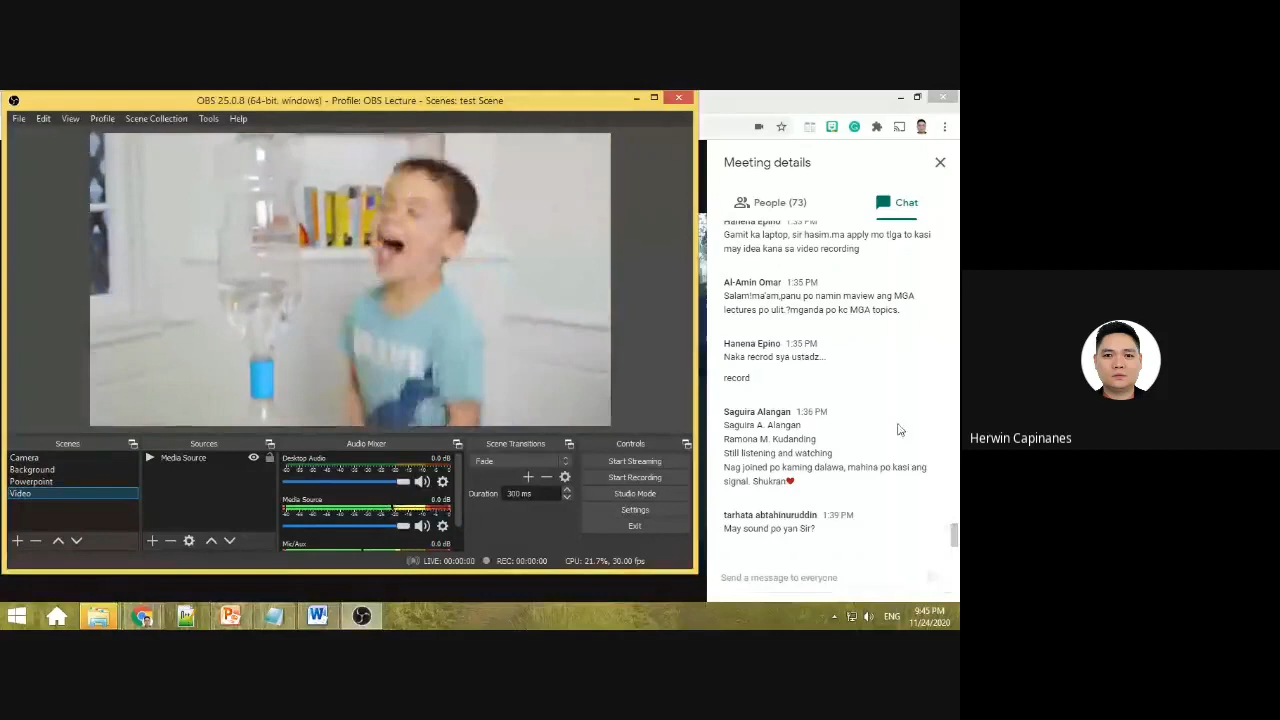 OBS 25.0.8 (64-bit, windows) - Profile: OBS Lecture - Scenes: test Scene
File Edit View Profile Scene Collection Tools Help
Scenes
Camera
Background
Powerpoint
Video
Sources
Media Source
Audio Mixer
Desktop Audio 0.0 dB
Media Source 0.0 dB
Mic/Aux 0.0 dB
Scene Transitions
Fade
Duration 300 ms
Controls
Start Streaming
Start Recording
Studio Mode
Settings
Exit
LIVE: 00:00:00 REC: 00:00:00 CPU: 21.7%, 30.00 fps
Meeting details
People (73) Chat
Hanena Epino 1:33 PM
Gamit ka laptop, sir hasim.ma apply mo tlga to kasi
may idea kana sa video recording
Al-Amin Omar 1:35 PM
Salam!ma'am,panu po namin maview ang MGA
lectures po ulit.?mganda po kc MGA topics.
Hanena Epino 1:35 PM
Naka recrod sya ustadz...
record
Saguira Alangan 1:36 PM
Saguira A. Alangan
Ramona M. Kudanding
Still listening and watching
Nag joined po kaming dalawa, mahina po kasi ang
signal. Shukran❤
tarhata abtahinuruddin 1:39 PM
May sound po yan Sir?
Send a message to everyone
ENG
9:45 PM
11/24/2020
Herwin Capinanes